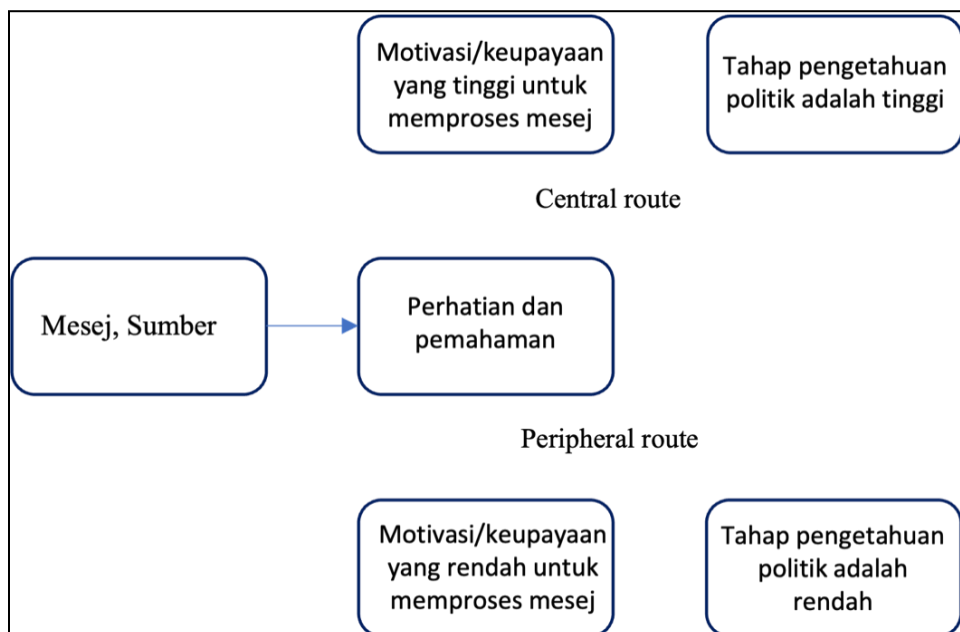 Motivasi/keupayaan
yang tinggi untuk
memproses mesej
Tahap pengetahuan
politik adalah tinggi
Central route
Mesej, Sumber
Perhatian dan
pemahaman
Peripheral route
Motivasi/keupayaan
yang rendah untuk
memproses mesej
Tahap pengetahuan
politik adalah
rendah